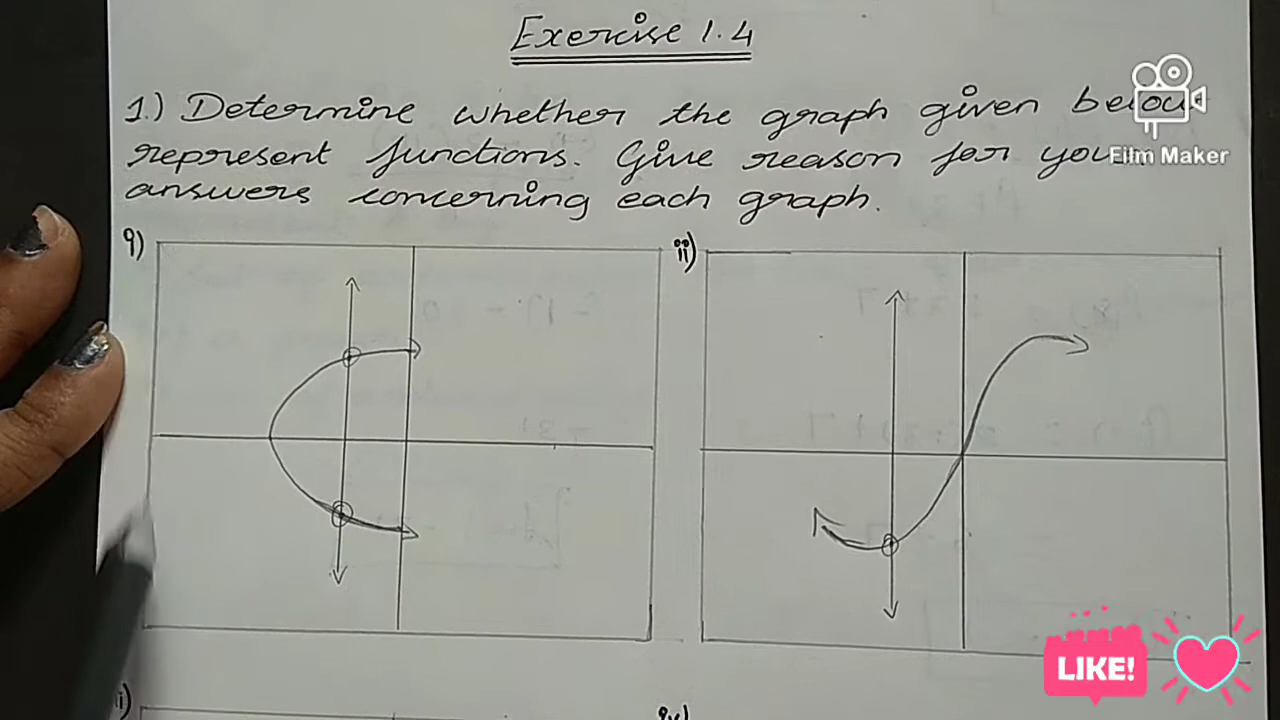 Exercise 1.4
1.) Determine whether the graph given below
represent functions. Give reason for your
Film Maker
answers concerning each graph.
i)
ii)
LIKE!
iv)